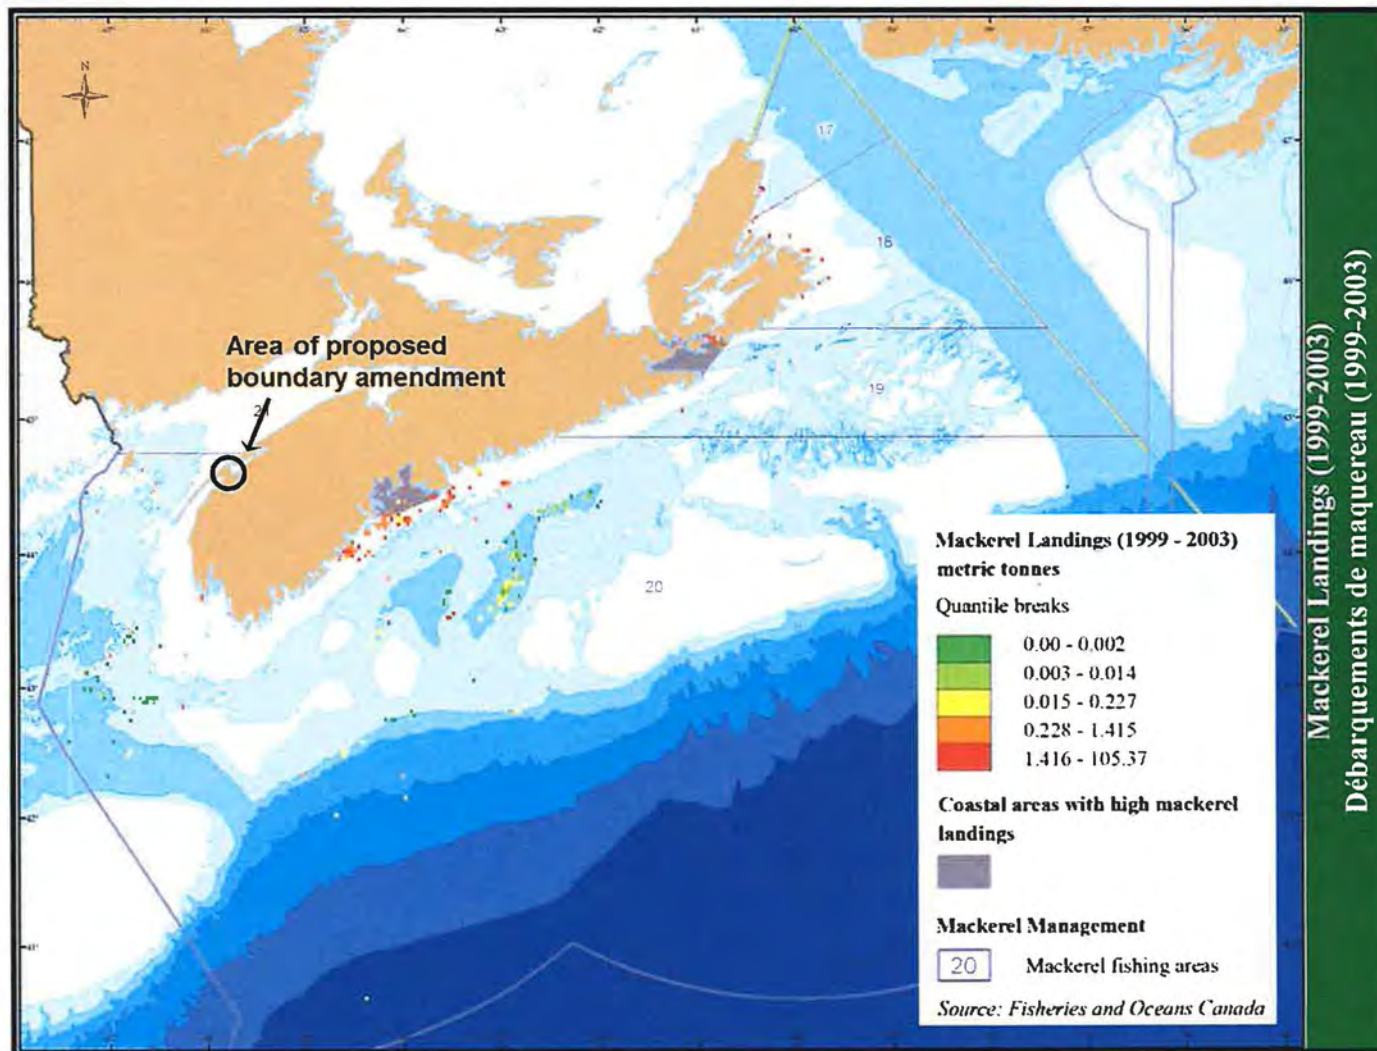 N
17
18
Area of proposed
boundary amendment
21
19
20
Mackerel Landings (1999 - 2003)
metric tonnes
Quantile breaks
0.00 - 0.002
0.003 - 0.014
0.015 - 0.227
0.228 - 1.415
1.416 - 105.37
Coastal areas with high mackerel
landings
Mackerel Management
20 Mackerel fishing areas
Source: Fisheries and Oceans Canada
Mackerel Landings (1999-2003)
Débarquements de maquereau (1999-2003)